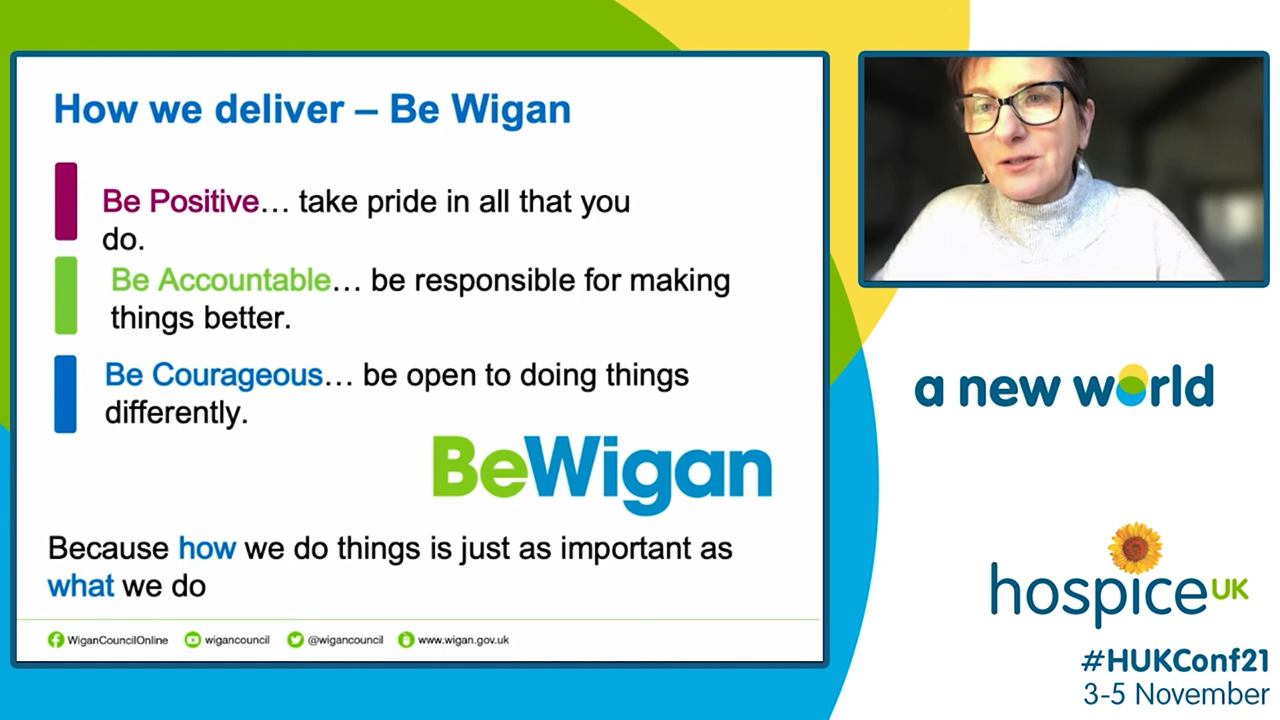 How we deliver – Be Wigan
Be Positive… take pride in all that you
do.
Be Accountable… be responsible for making
things better.
Be Courageous… be open to doing things
differently.
BeWigan
Because how we do things is just as important as
what we do
WiganCouncilOnline wigancouncil @wigancouncil www.wigan.gov.uk
a new world
hospice UK
#HUKConf21
3-5 November